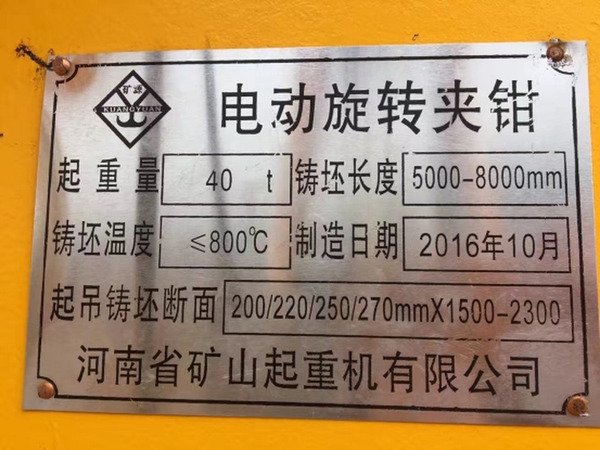 矿源
KUANGYUAN
电动旋转夹钳
起重量 40 t 铸坯长度 5000-8000mm
铸坯温度 ≤800℃ 制造日期 2016年10月
起吊铸坯断面 200/220/250/270mmX1500-2300
河南省矿山起重机有限公司